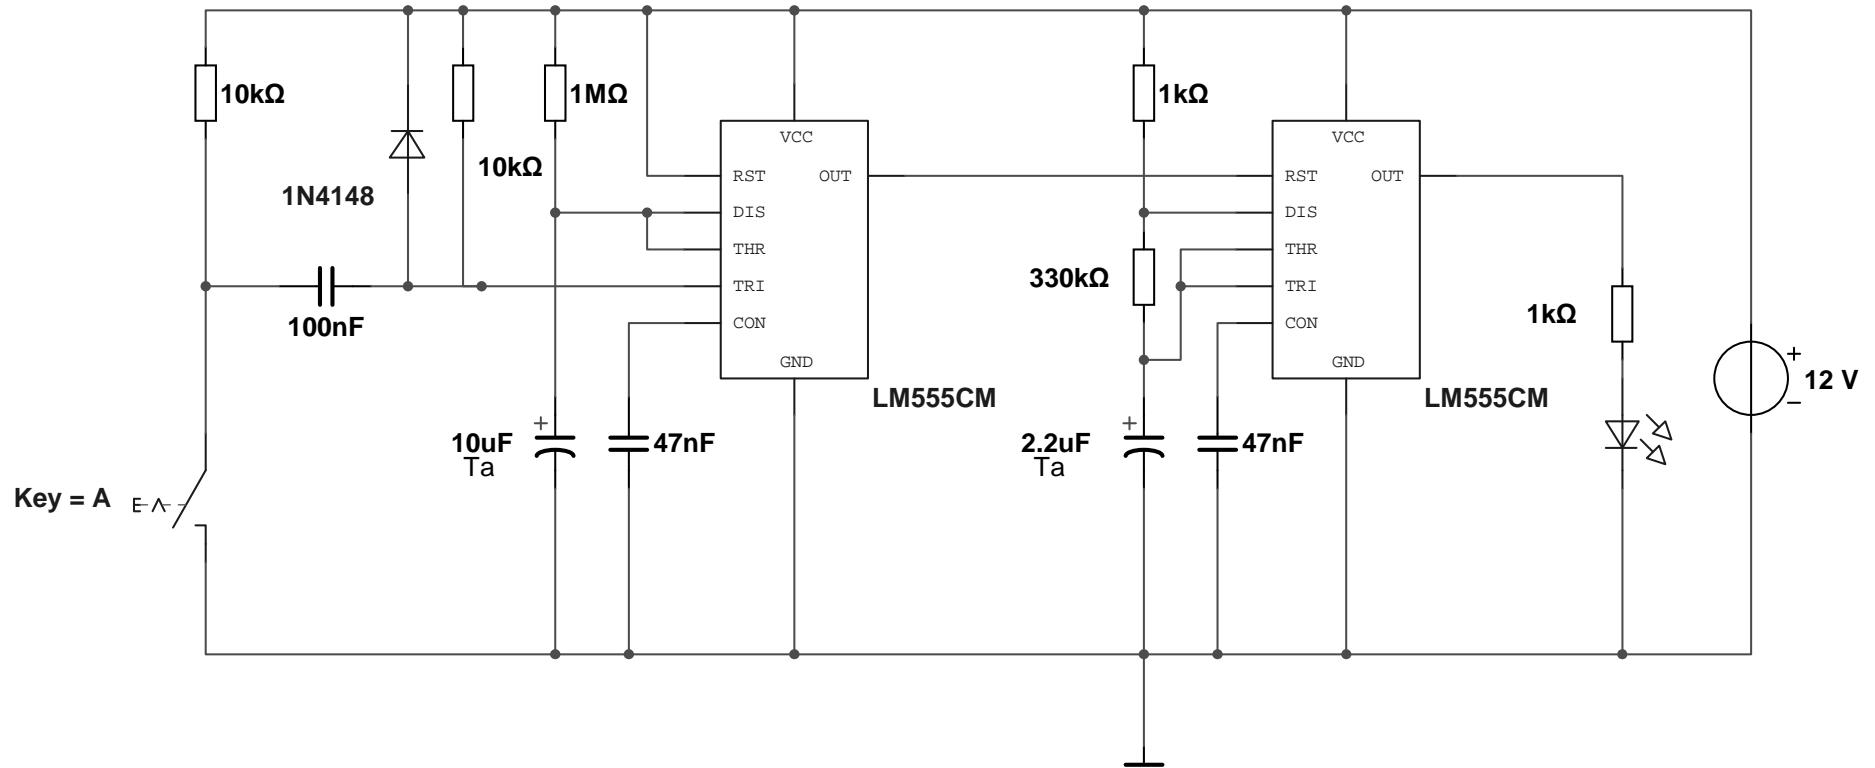 10kΩ
1N4148
10kΩ
1MΩ
100nF
Key = A
VCC
RST
OUT
DIS
THR
TRI
CON
GND
LM555CM
10uF
Ta
47nF
1kΩ
330kΩ
2.2uF
Ta
47nF
VCC
RST
OUT
DIS
THR
TRI
CON
GND
LM555CM
1kΩ
12 V